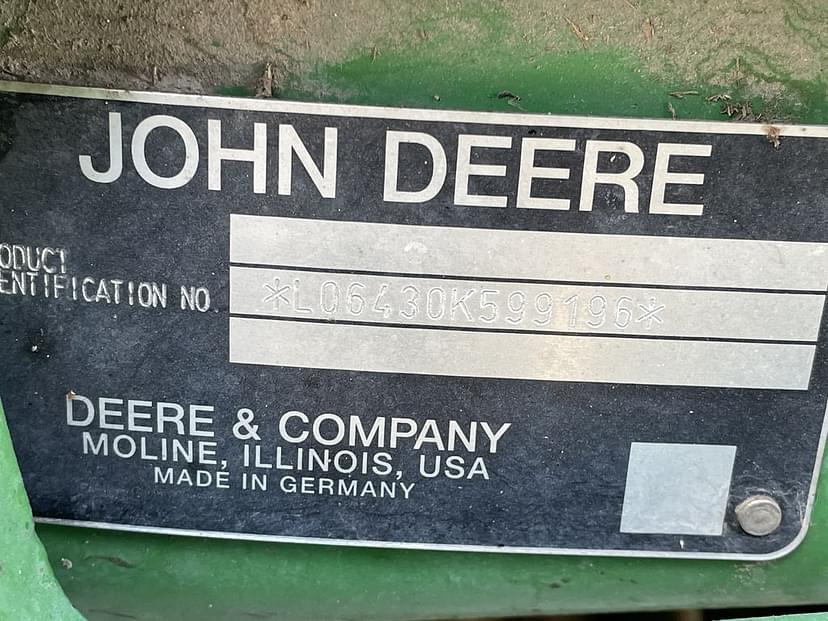 JOHN DEERE
ODUCT
ENTIFICATION NO
*L06430K599196*
DEERE & COMPANY
MOLINE, ILLINOIS, USA
MADE IN GERMANY